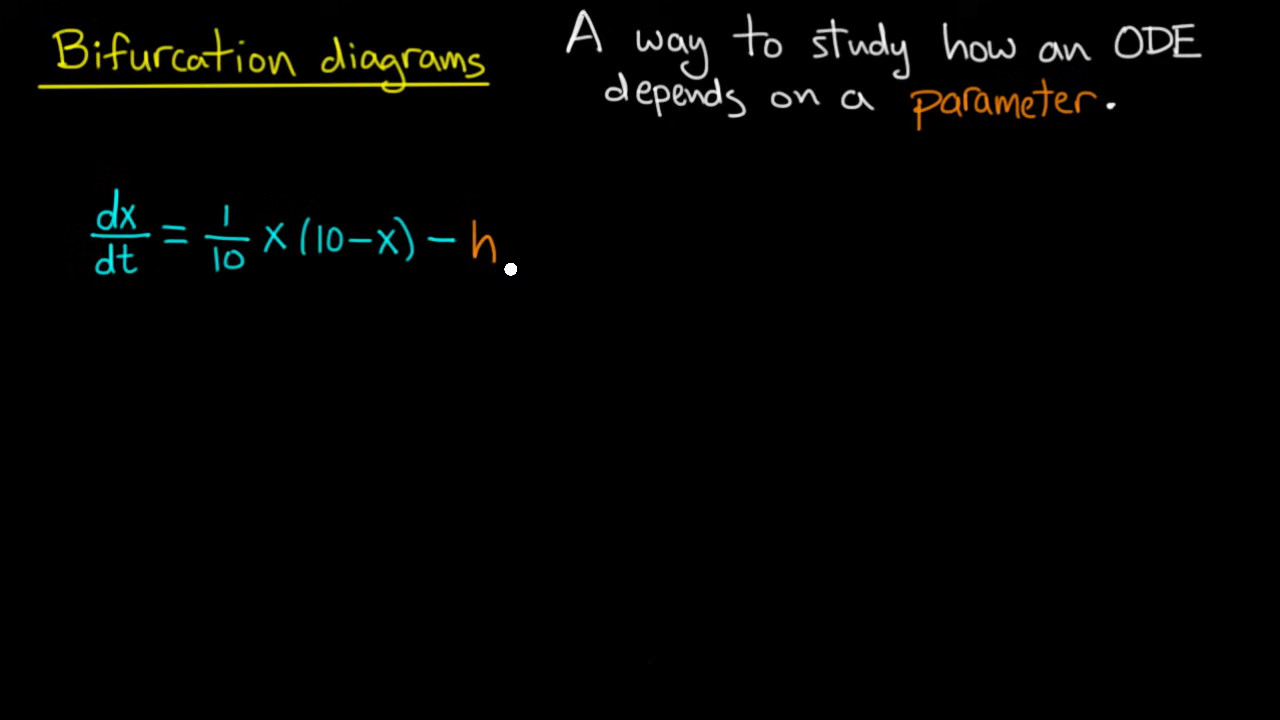 Bifurcation diagrams
A way to study how an ODE
depends on a parameter.
dx/dt = 1/10 x (10-x) - h